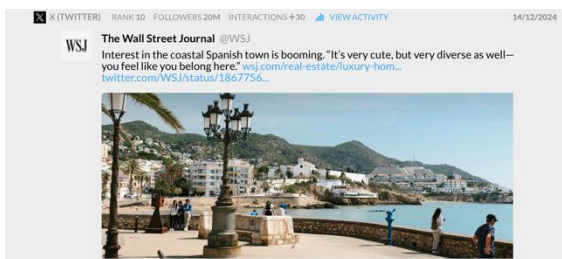 X (TWITTER) RANK 10 FOLLOWERS 20M INTERACTIONS +30 VIEW ACTIVITY 14/12/2024
WSJ
The Wall Street Journal @WSJ
Interest in the coastal Spanish town is booming. “It’s very cute, but very diverse as well—
you feel like you belong here.” wsj.com/real-estate/luxury-hom...
twitter.com/WSJ/status/1867756...